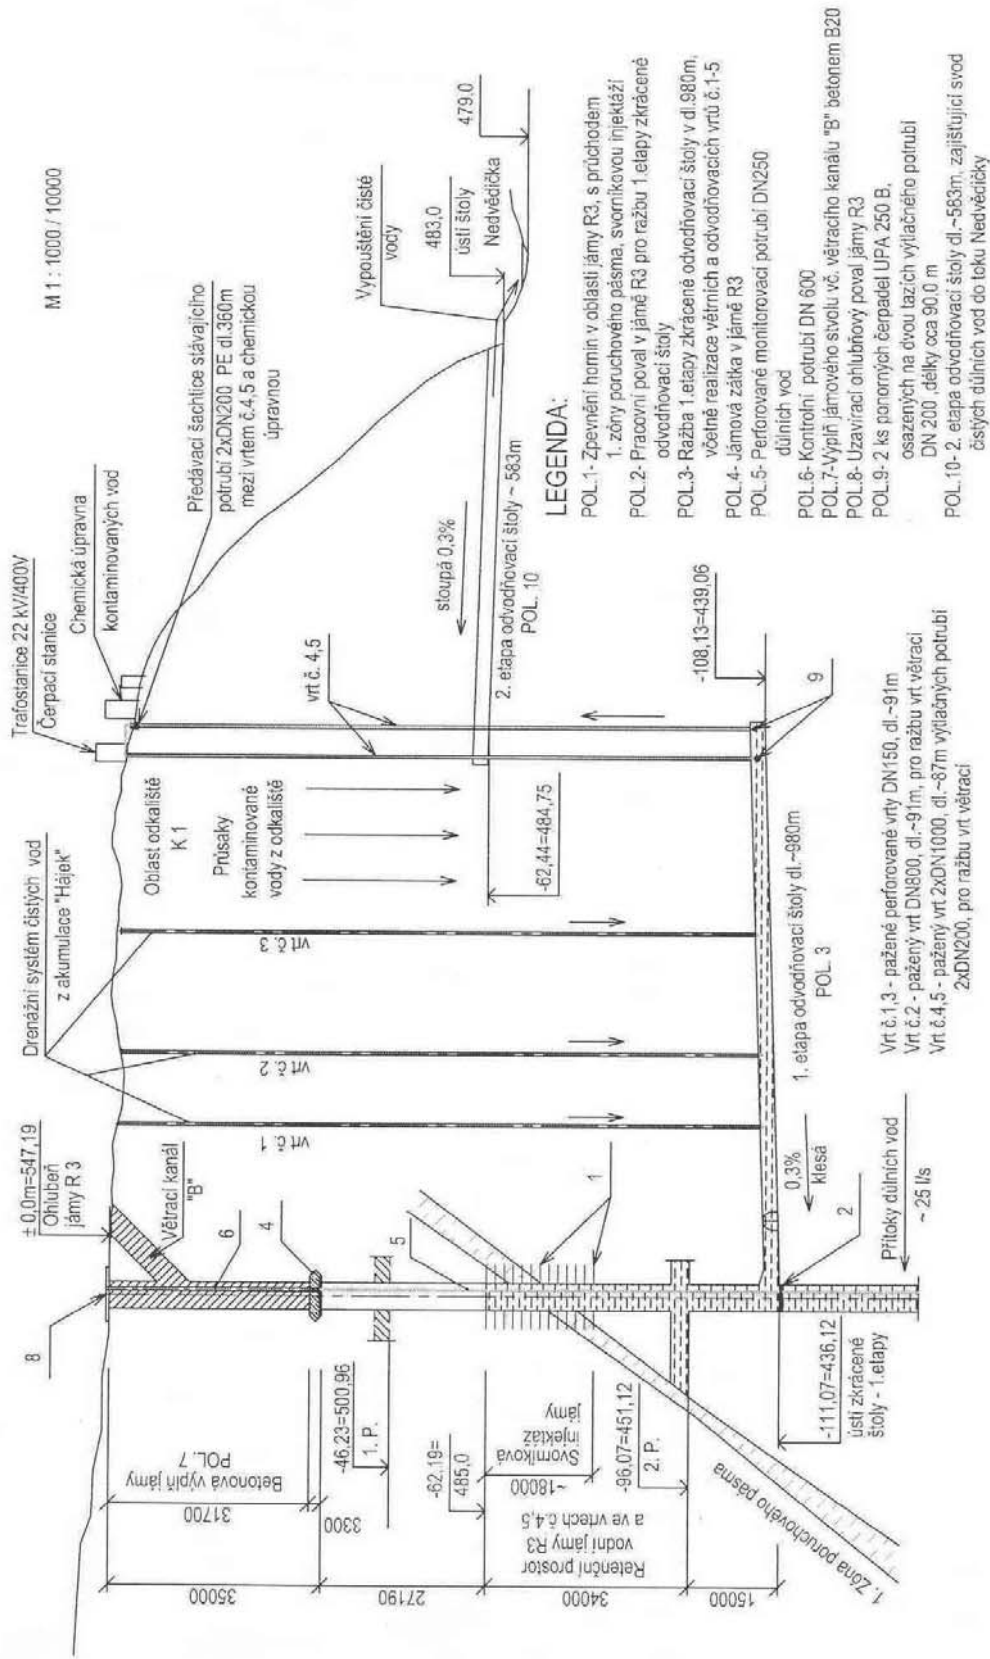 M 1 : 1000 / 10000
Trafostanice 22 kV/400V
Čerpací stanice
Chemická úpravna
kontaminovaných vod
Předávací šachtice stávajícího
potrubí 2xDN200 PE dl.360m
mezi vrtem č.4,5 a chemickou
úpravnou
Vypouštění čisté
vody
483,0
ústí štoly
Nedvědička
479,0
Drenážní systém čistých vod
z akumulace "Hájek"
± 0,0m=547,19
Ohlubeň
jámy R 3
Větrací kanál
"B"
8
6
4
5
1
2
9
vrt č. 1
vrt č. 2
vrt č. 3
vrt č. 4,5
Oblast odkaliště
K 1
Průsaky
kontaminované
vody z odkaliště
-62,44=484,75
stoupá 0,3%
2. etapa odvodňovací štoly ~ 583m
POL. 10
-108,13=439,06
1. etapa odvodňovací štoly dl.~980m
POL. 3
0,3%
klesá
Přítoky důlních vod
~ 25 l/s
Betonová výplň jámy
POL.7
31700
3300
35000
27190
34000
15000
-46,23=500,96
1. P.
-62,19=
485,0
Svorníková
injektáž
jámy
~18000
Retenční prostor
vodní jámy R3
a ve vrtech č.4,5
-96,07=451,12
2. P.
-111,07=436,12
ústí zkrácené
štoly - 1.etapy
1. Zóna poruchového pásma
Vrt č.1,3 - pažené perforované vrty DN150, dl.~91m
Vrt č.2 - pažený vrt DN800, dl.~91m, pro ražbu vrt větrací
Vrt č.4,5 - pažený vrt 2xDN1000, dl.~87m výtlačných potrubí
2xDN200, pro ražbu vrt větrací
LEGENDA:
POL.1- Zpevnění hornin v oblasti jámy R3, s průchodem
1. zóny poruchového pásma, svorníkovou injektáží
POL.2- Pracovní poval v jámě R3 pro ražbu 1.etapy zkrácené
odvodňovací štoly
POL.3- Ražba 1.etapy zkrácené odvodňovací štoly v dl.980m,
včetně realizace větrních a odvodňovacích vrtů č.1-5
POL.4- Jámová zátka v jámě R3
POL.5- Perforované monitorovací potrubí DN250
důlních vod
POL.6- Kontrolní potrubí DN 600
POL.7-Výplň jámového stvolu vč. větracího kanálu "B" betonem B20
POL.8- Uzavírací ohlubňový poval jámy R3
POL.9- 2 ks ponorných čerpadel UPA 250 B,
osazených na dvou tazích výtlačného potrubí
DN 200 ,délky cca 90,0 m
POL.10- 2. etapa odvodňovací štoly dl.~583m, zajišťující svod
čistých důlních vod do toku Nedvědičky